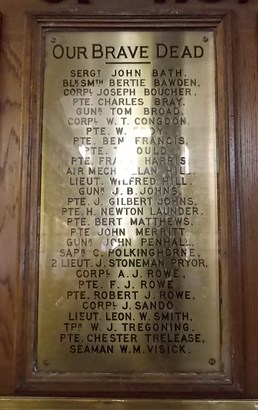 OUR BRAVE DEAD
SERGT JOHN BATH.
BLKSMTH BERTIE BAWDEN.
CORPL JOSEPH BOUCHER.
PTE. CHARLES BRAY.
GUNR TOM BROAD.
CORPL W. T. CONGDON.
PTE. W.
PTE. BEN FRANCIS.
PTE.
PTE. HARRIS
AIR MECH
LIEUT. WILFRED HILL.
GUNR J. B. JOHNS.
PTE. J. GILBERT JOHNS.
PTE. H. NEWTON LAUNDER.
PTE. BERT MATTHEWS.
PTE. JOHN MERRITT.
GUNR JOHN PENHALL.
SAPR C. POLKINGHORNE.
2 LIEUT. J. STONEMAN PRYOR.
CORPL A. J. ROWE.
PTE. F. J. ROWE
PTE. ROBERT J. ROWE.
CORPL J. SANDO
LIEUT. LEON. W. SMITH.
TPR W. J. TREGONING.
PTE. CHESTER TRELEASE.
SEAMAN W. M. VISICK.